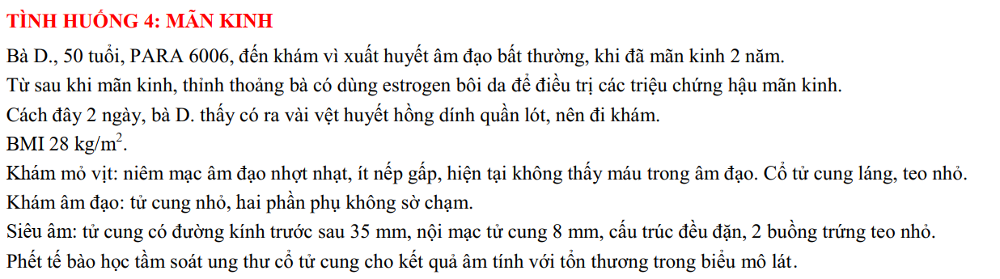 TÌNH HUỐNG 4: MÃN KINH
Bà D., 50 tuổi, PARA 6006, đến khám vì xuất huyết âm đạo bất thường, khi đã mãn kinh 2 năm.
Từ sau khi mãn kinh, thỉnh thoảng bà có dùng estrogen bôi da để điều trị các triệu chứng hậu mãn kinh.
Cách đây 2 ngày, bà D. thấy có ra vài vệt huyết hồng dính quần lót, nên đi khám.
BMI 28 kg/m².
Khám mỏ vịt: niêm mạc âm đạo nhợt nhạt, ít nếp gấp, hiện tại không thấy máu trong âm đạo. Cổ tử cung láng, teo nhỏ.
Khám âm đạo: tử cung nhỏ, hai phần phụ không sờ chạm.
Siêu âm: tử cung có đường kính trước sau 35 mm, nội mạc tử cung 8 mm, cấu trúc đều đặn, 2 buồng trứng teo nhỏ.
Phết tế bào học tầm soát ung thư cổ tử cung cho kết quả âm tính với tổn thương trong biểu mô lát.